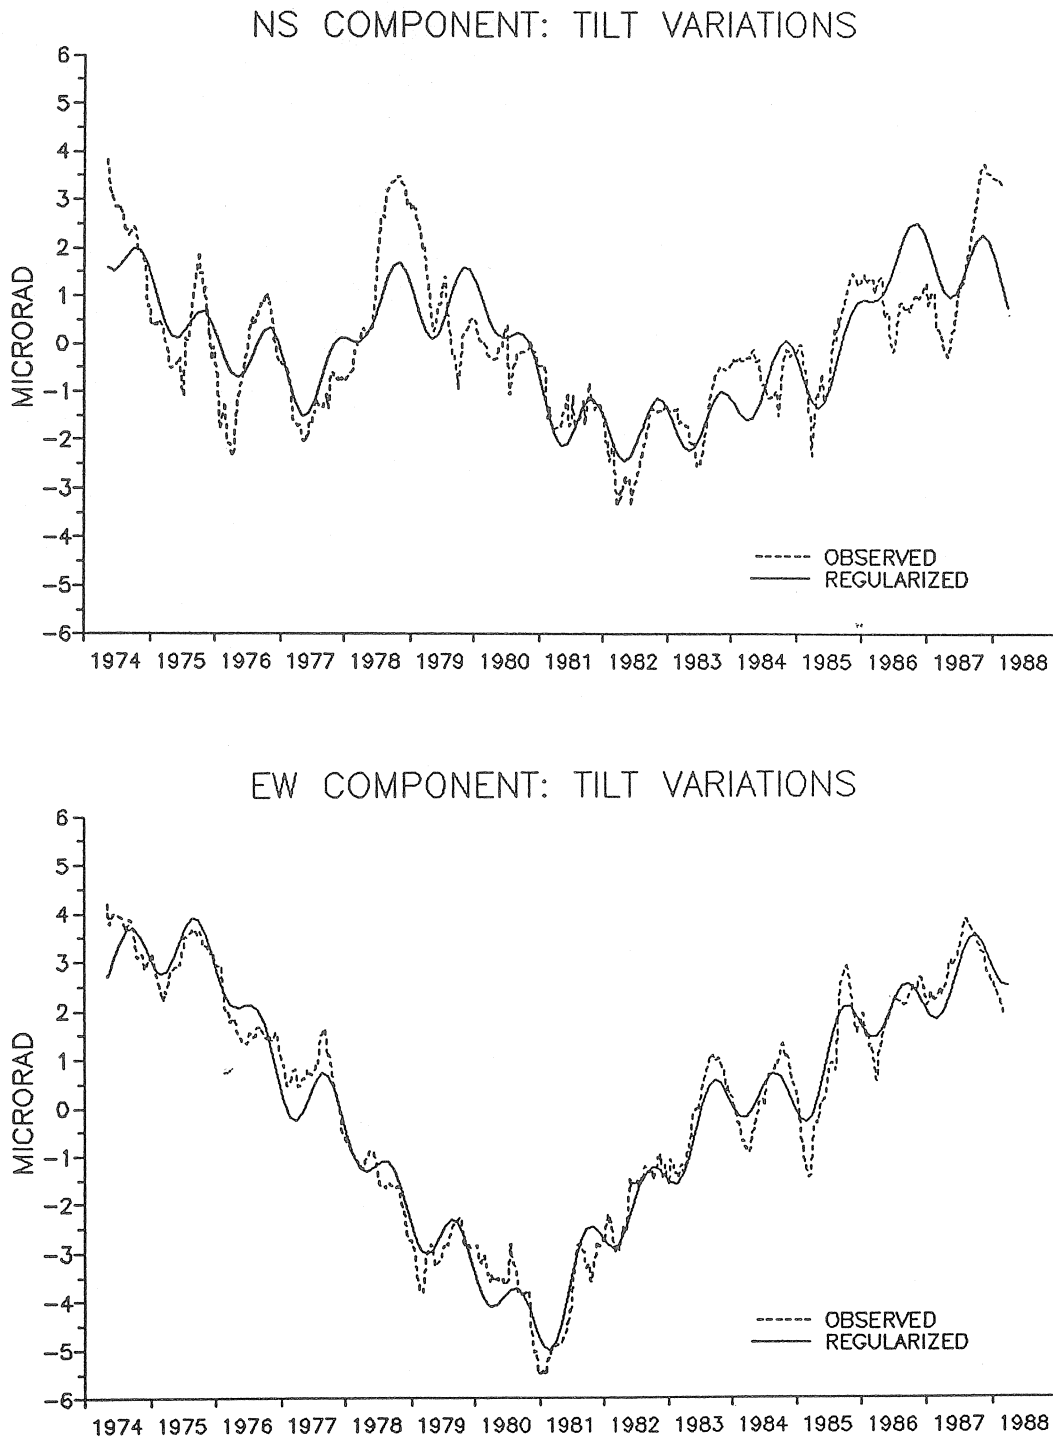 NS COMPONENT: TILT VARIATIONS
6
5
4
3
2
1
0
-1
-2
-3
-4
-5
-6
MICRORAD
OBSERVED
REGULARIZED
1974 1975 1976 1977 1978 1979 1980 1981 1982 1983 1984 1985 1986 1987 1988
EW COMPONENT: TILT VARIATIONS
6
5
4
3
2
1
0
-1
-2
-3
-4
-5
-6
MICRORAD
OBSERVED
REGULARIZED
1974 1975 1976 1977 1978 1979 1980 1981 1982 1983 1984 1985 1986 1987 1988